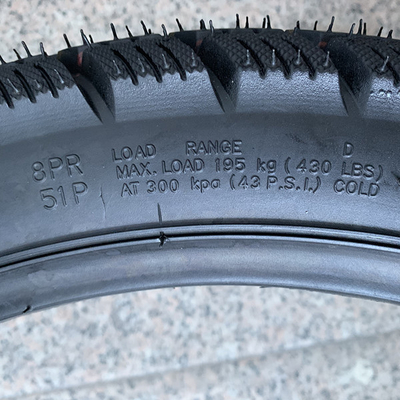 8PR
51P
LOAD RANGE D
MAX. LOAD 195 kg (430 LBS)
AT 300 kpa (43 P.S.I.) COLD